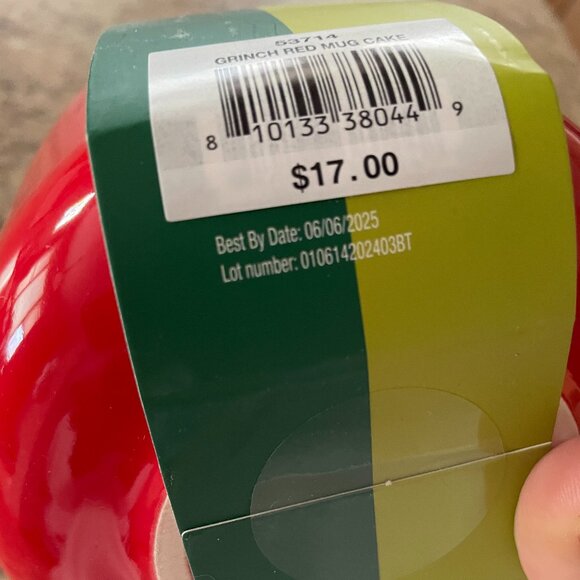 53714
GRINCH RED MUG CAKE
8 10133 38044 9
$17.00
Best By Date: 06/06/2025
Lot number: 010614202403BT